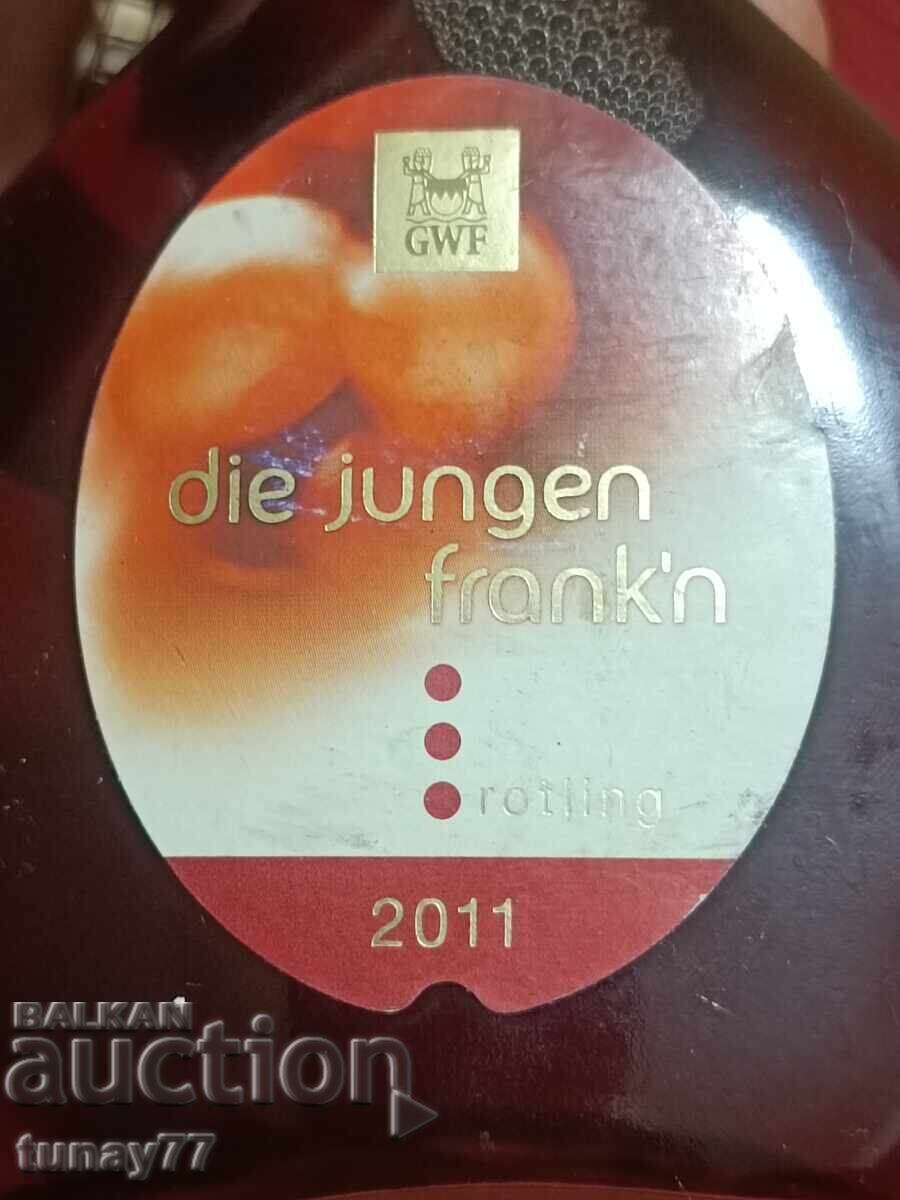 GWF
die jungen
frank'n
rotling
2011
BALKAN
auction
tunay77